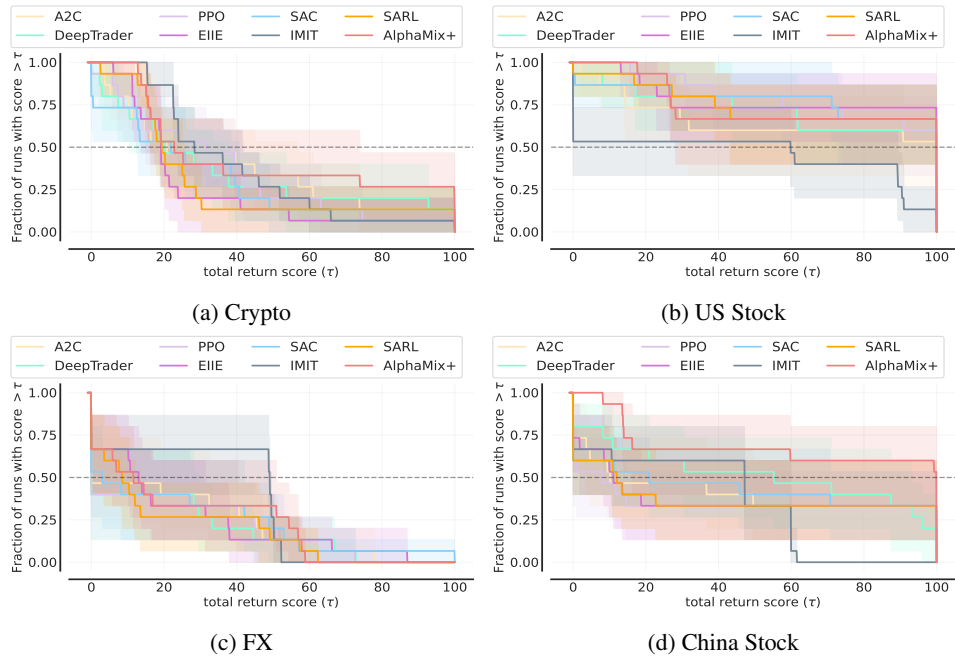 A2C PPO SAC SARL
DeepTrader EIIE IMIT AlphaMix+
Fraction of runs with score > τ
1.00
0.75
0.50
0.25
0.00
0 20 40 60 80 100
total return score (τ)
(a) Crypto
A2C PPO SAC SARL
DeepTrader EIIE IMIT AlphaMix+
Fraction of runs with score > τ
1.00
0.75
0.50
0.25
0.00
0 20 40 60 80 100
total return score (τ)
(b) US Stock
A2C PPO SAC SARL
DeepTrader EIIE IMIT AlphaMix+
Fraction of runs with score > τ
1.00
0.75
0.50
0.25
0.00
0 20 40 60 80 100
total return score (τ)
(c) FX
A2C PPO SAC SARL
DeepTrader EIIE IMIT AlphaMix+
Fraction of runs with score > τ
1.00
0.75
0.50
0.25
0.00
0 20 40 60 80 100
total return score (τ)
(d) China Stock